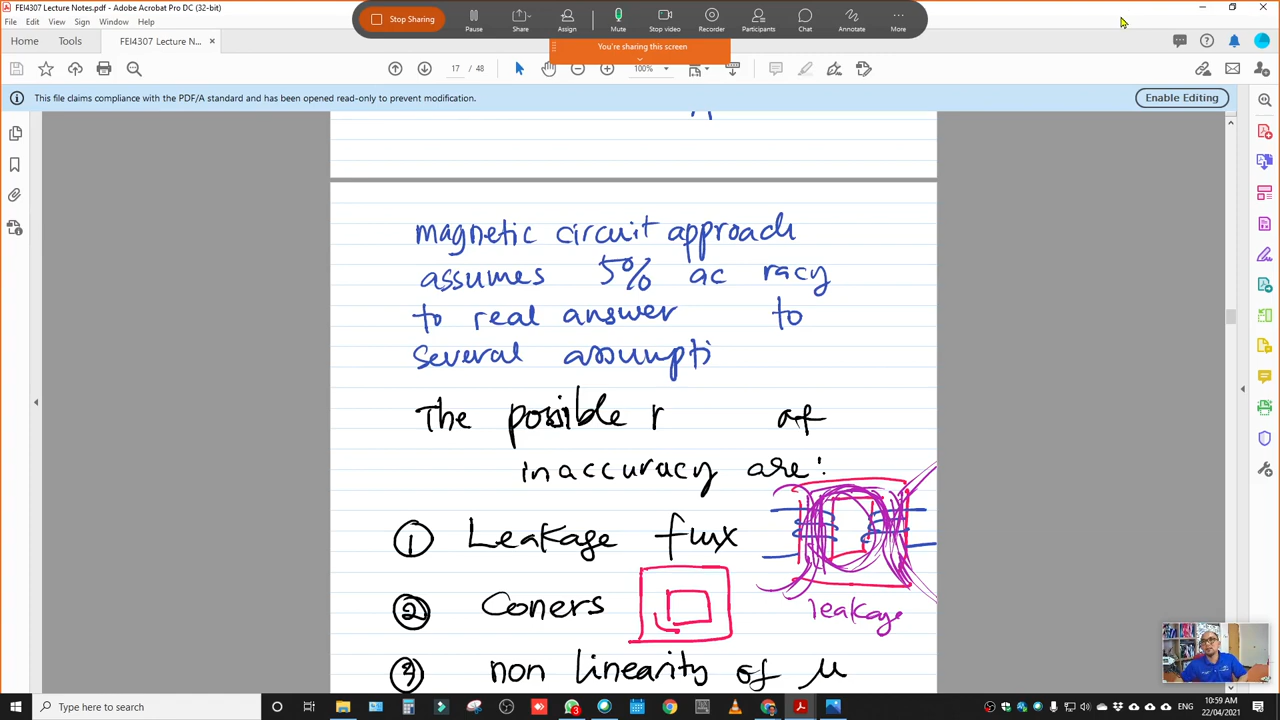 FEI4307 Lecture Notes.pdf - Adobe Acrobat Pro DC (32-bit)
File Edit View Sign Window Help
Stop Sharing
Pause Share Assign Mute Stop video Recorder Participants Chat Annotate More
You're sharing this screen
Home Tools FEI4307 Lecture N... ×
17 / 48 100%
This file claims compliance with the PDF/A standard and has been opened read-only to prevent modification.
Enable Editing
magnetic circuit approach
assumes 5% ac racy
to real answer to
several assumpti
The possible r of
inaccuracy are:
① Leakage flux
② Coners
leakage
③ non linearity of μ
Type here to search
ENG
10:59 AM
22/04/2021